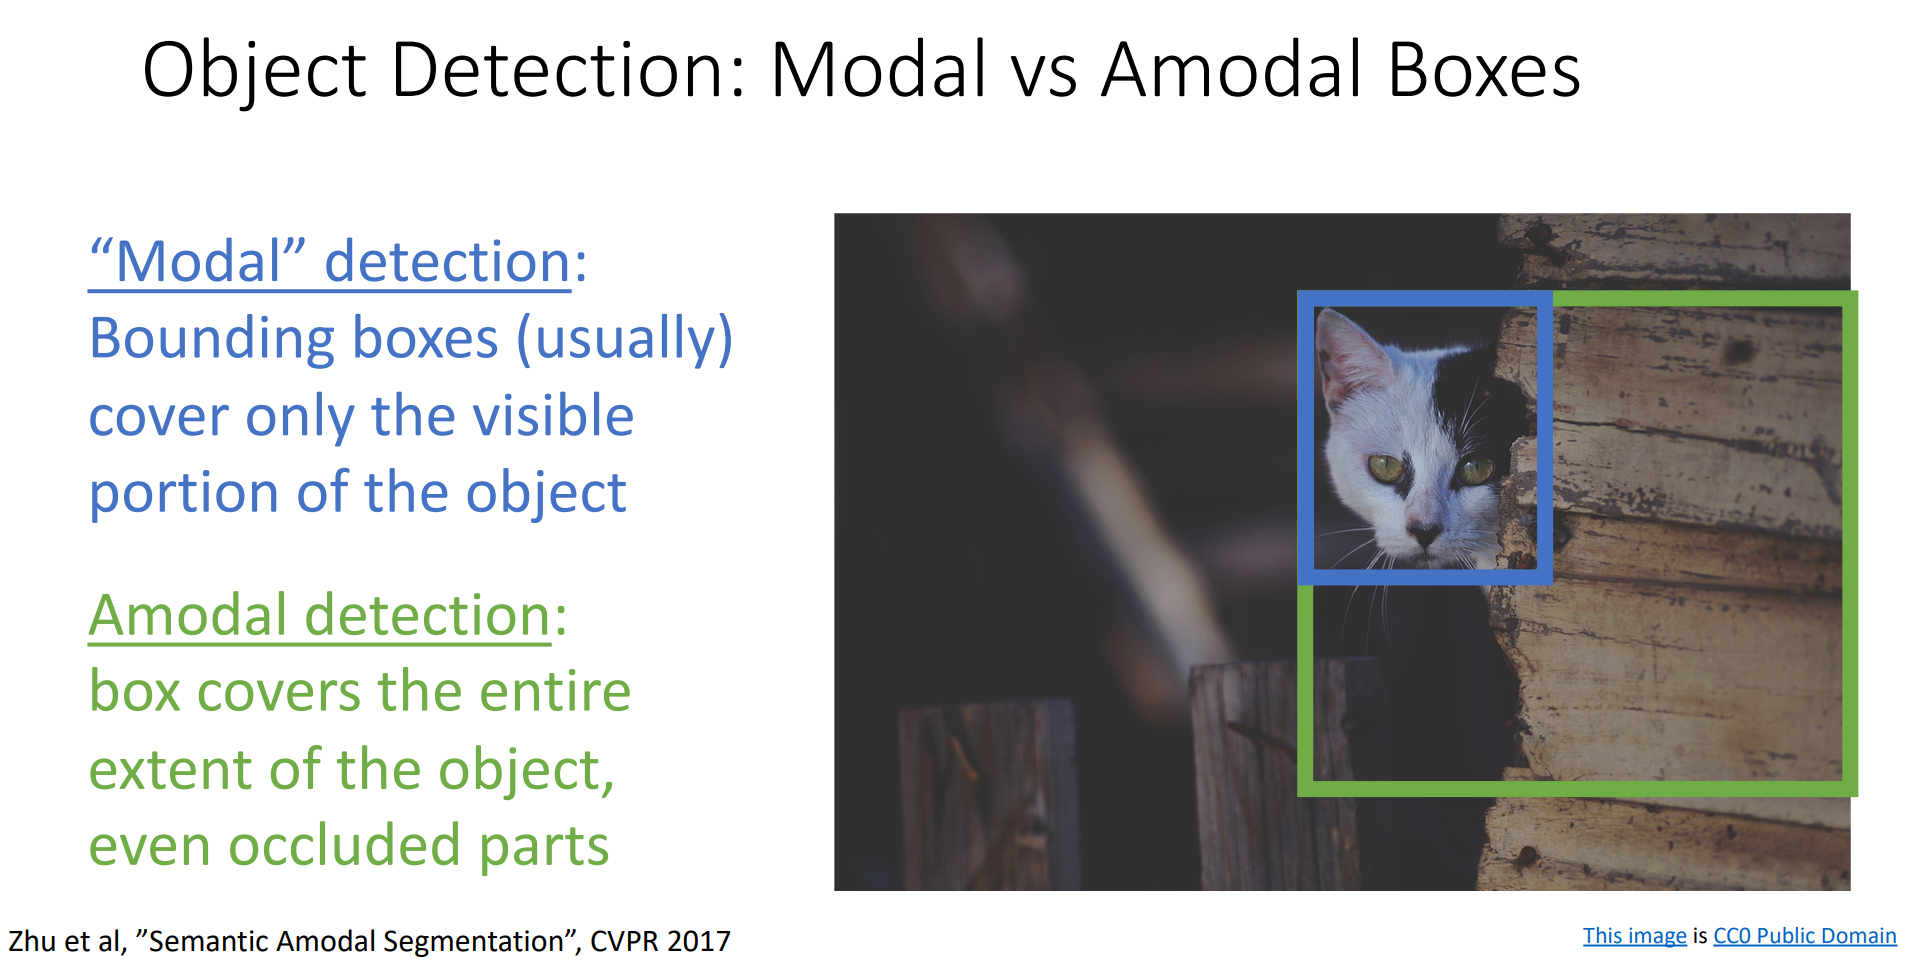 Object Detection: Modal vs Amodal Boxes
“Modal” detection:
Bounding boxes (usually)
cover only the visible
portion of the object
Amodal detection:
box covers the entire
extent of the object,
even occluded parts
Zhu et al, ”Semantic Amodal Segmentation”, CVPR 2017
This image is CC0 Public Domain